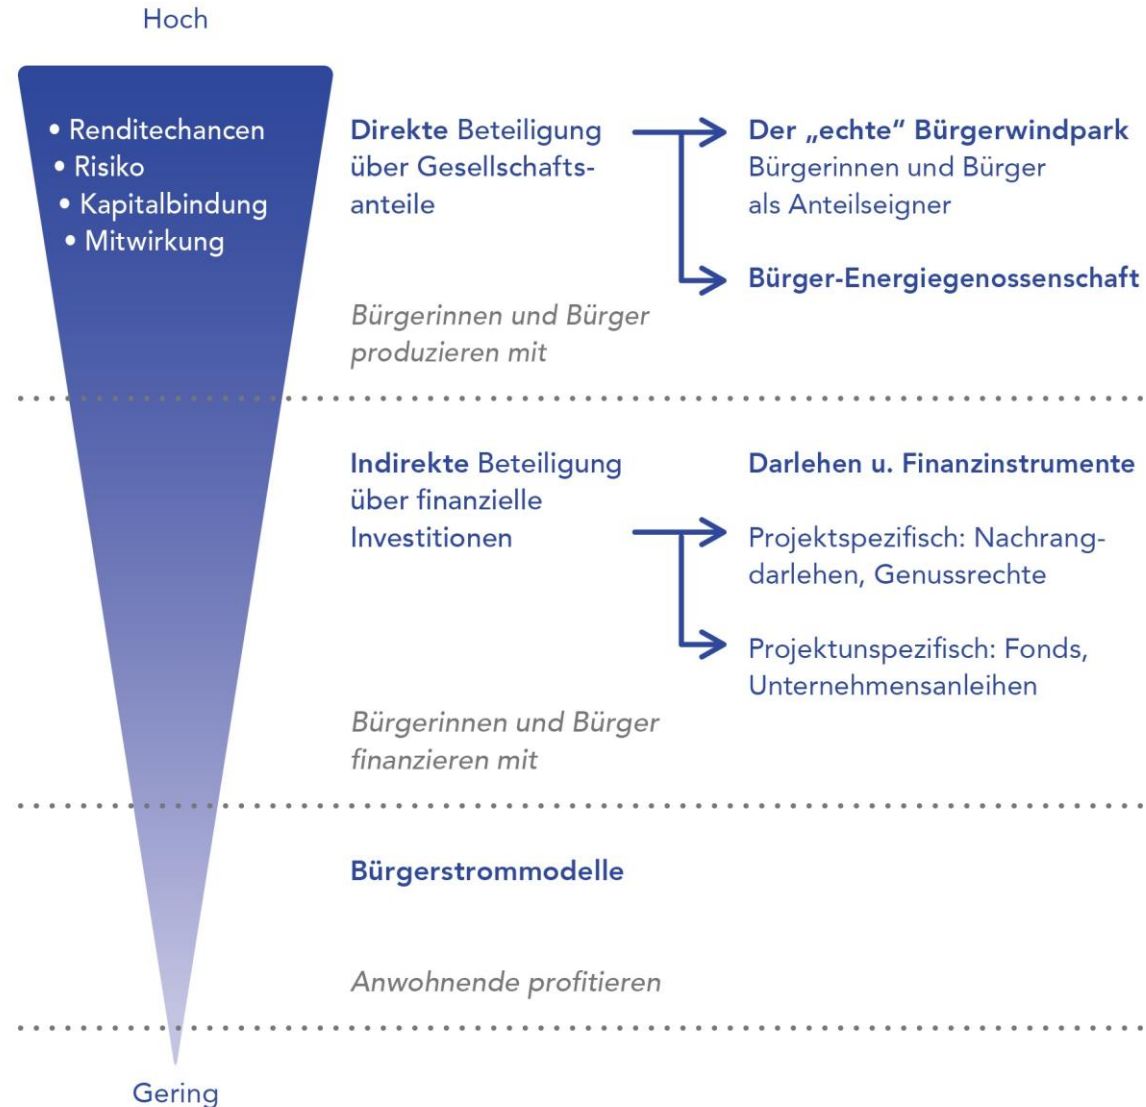 Hoch
• Renditechancen
• Risiko
• Kapitalbindung
• Mitwirkung
Direkte Beteiligung
über Gesellschafts-
anteile
Der „echte“ Bürgerwindpark
Bürgerinnen und Bürger
als Anteilseigner
Bürger-Energiegenossenschaft
Bürgerinnen und Bürger
produzieren mit
Indirekte Beteiligung
über finanzielle
Investitionen
Darlehen u. Finanzinstrumente
Projektspezifisch: Nachrang-
darlehen, Genussrechte
Projektunspezifisch: Fonds,
Unternehmensanleihen
Bürgerinnen und Bürger
finanzieren mit
Bürgerstrommodelle
Anwohnende profitieren
Gering